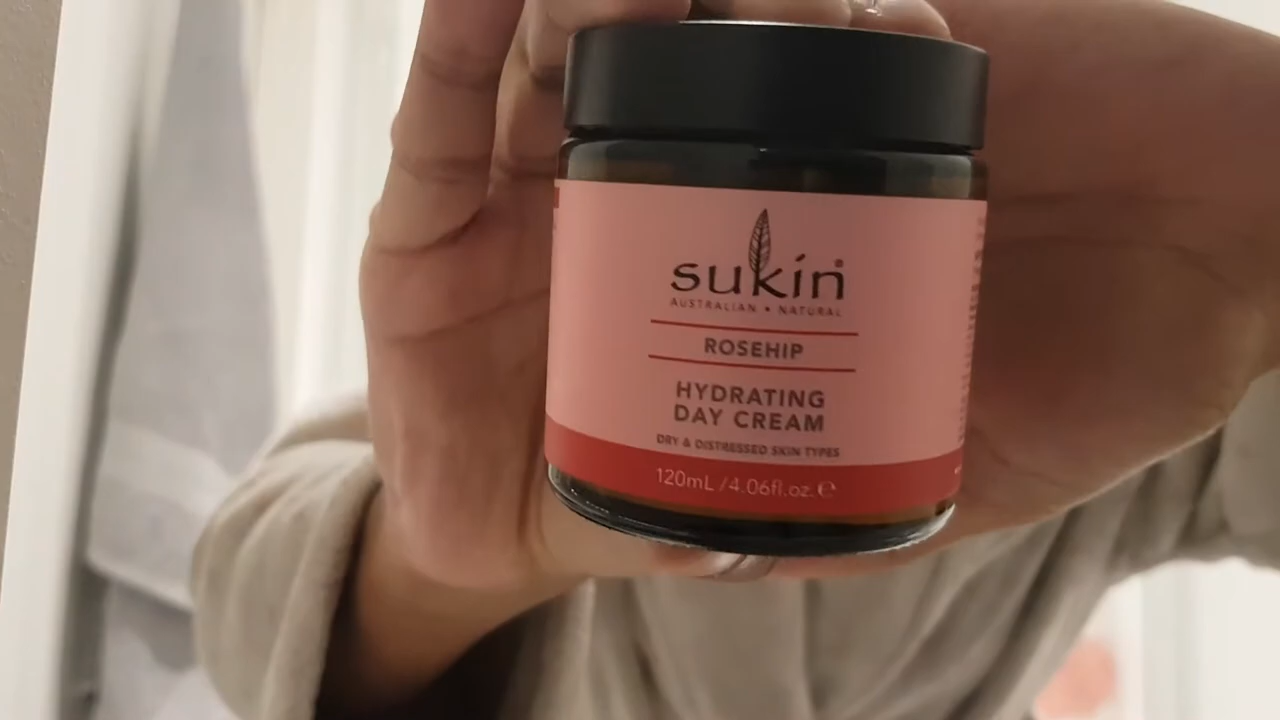 sukin®
AUSTRALIAN • NATURAL
ROSEHIP
HYDRATING
DAY CREAM
DRY & DISTRESSED SKIN TYPES
120mL / 4.06fl.oz. ℮